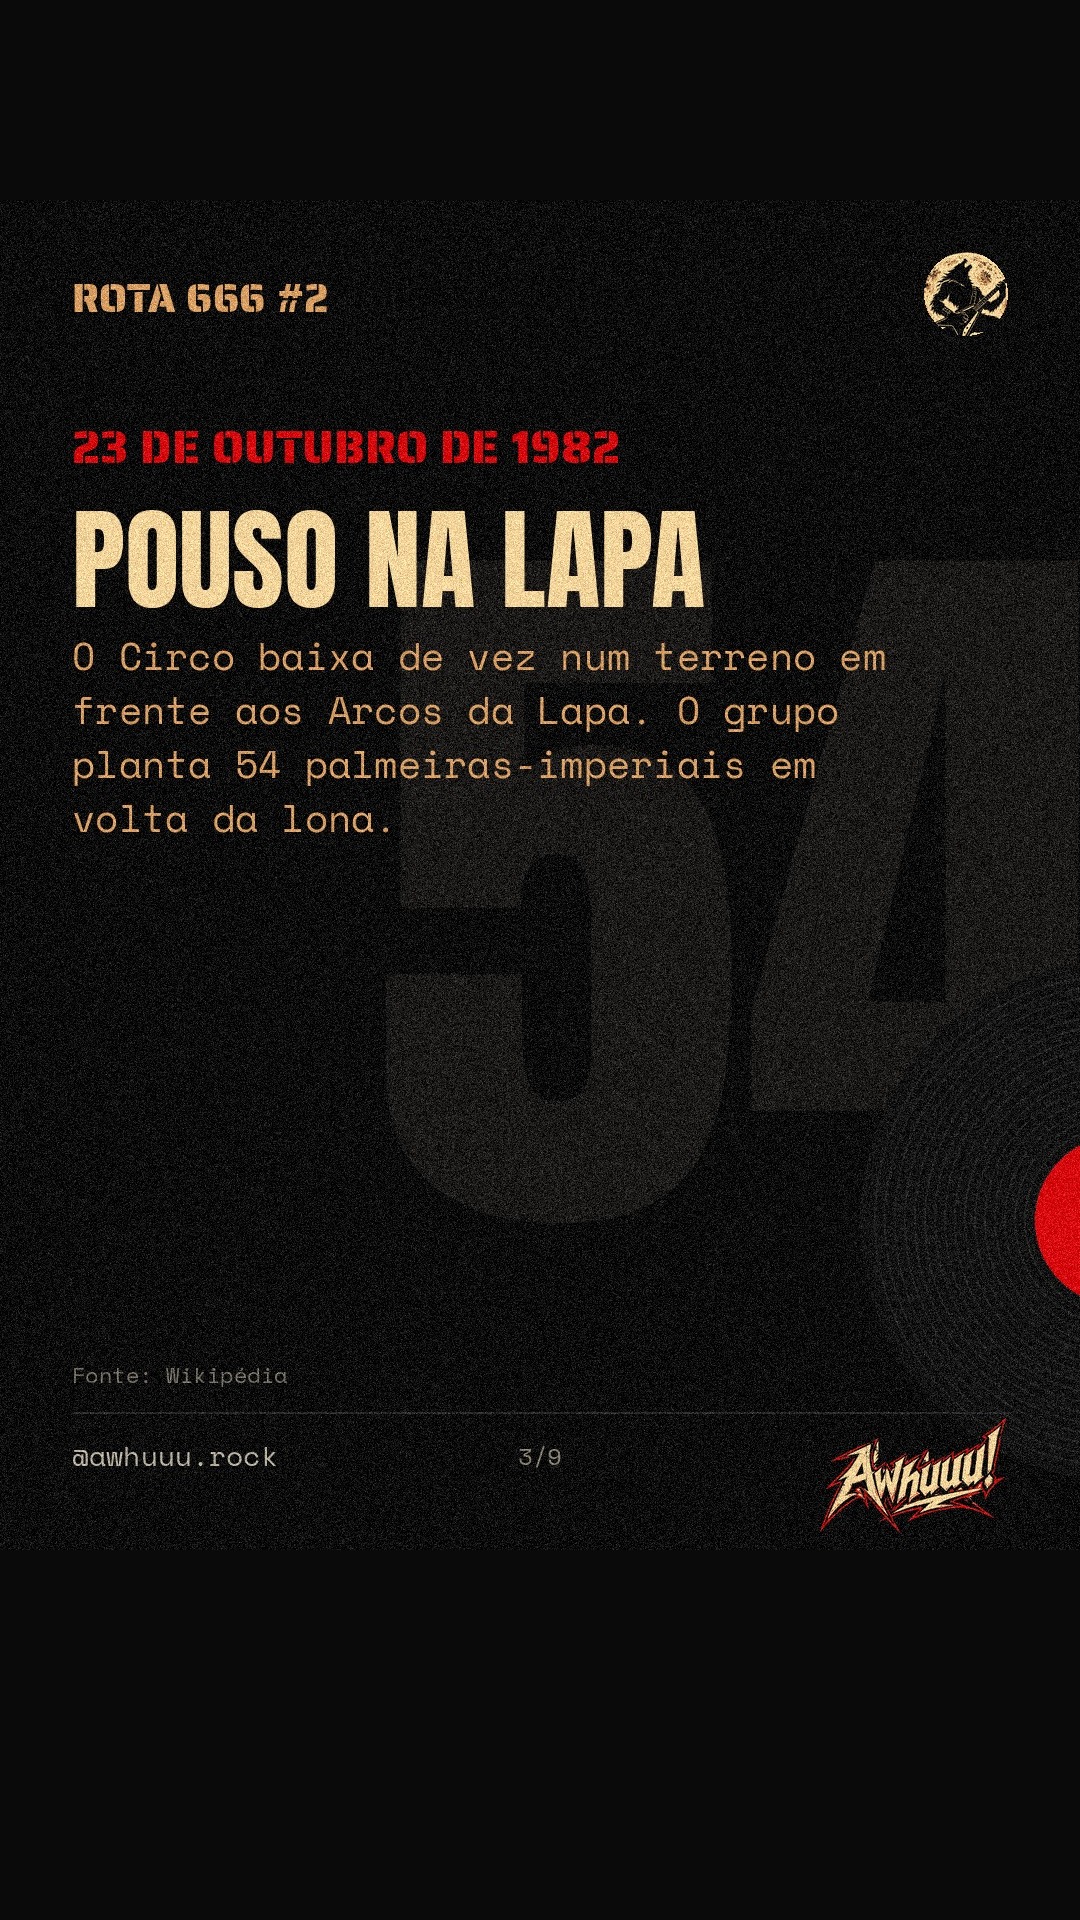 ROTA 666 #2
23 DE OUTUBRO DE 1982
POUSO NA LAPA
O Circo baixa de vez num terreno em
frente aos Arcos da Lapa. O grupo
planta 54 palmeiras-imperiais em
volta da lona.
54
Fonte: Wikipédia
@awhuuu.rock
3/9
Awhuuu!